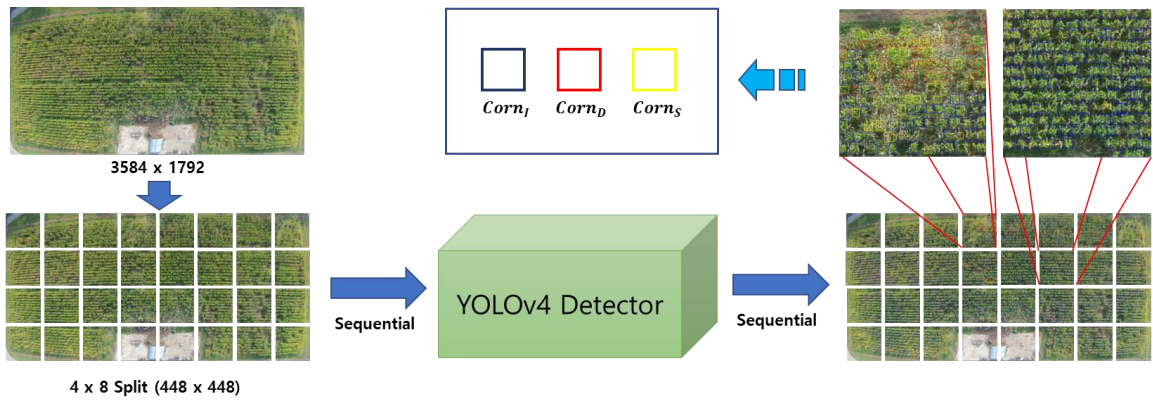 3584 x 1792
Corn_I Corn_D Corn_S
Sequential
YOLOv4 Detector
Sequential
4 x 8 Split (448 x 448)